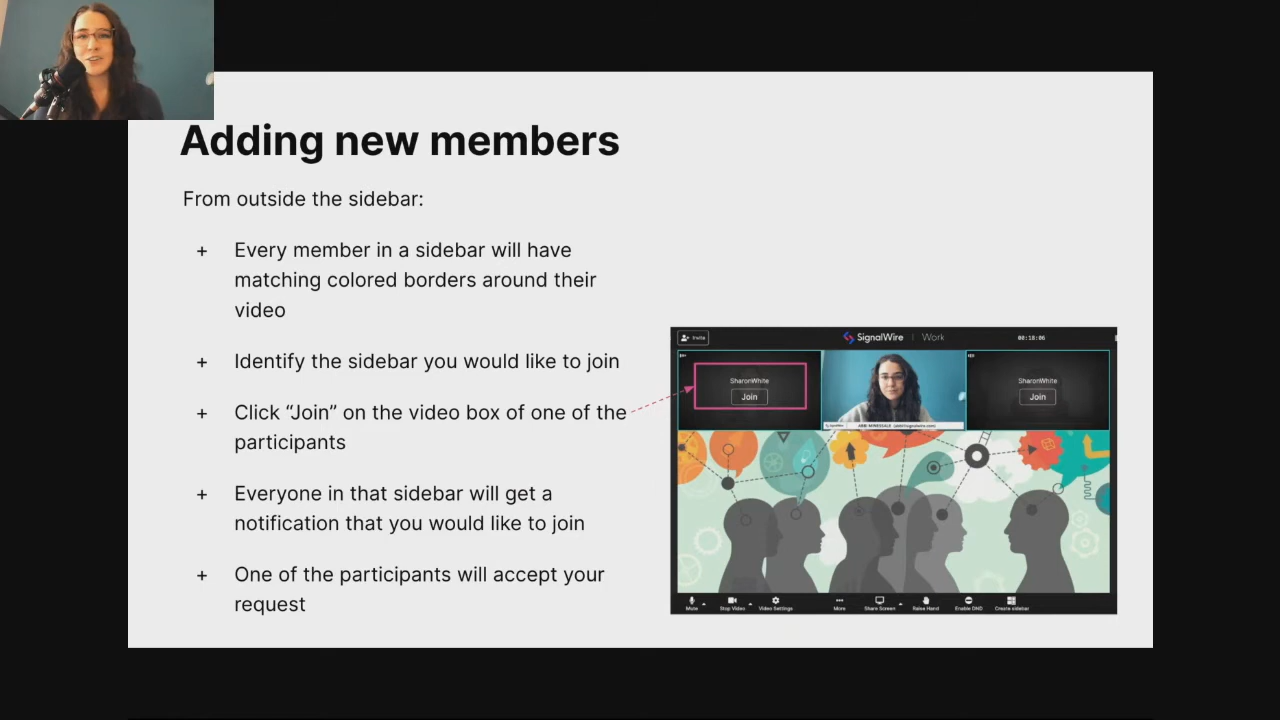 Adding new members
From outside the sidebar:
+ Every member in a sidebar will have
matching colored borders around their
video
+ Identify the sidebar you would like to join
+ Click “Join” on the video box of one of the
participants
+ Everyone in that sidebar will get a
notification that you would like to join
+ One of the participants will accept your
request
Invite
SignalWire | Work
00:18:06
SharonWhite
Join
SharonWhite
Join
Mute
Stop Video
Video Settings
More
Share Screen
Raise Hand
Enable DND
Create sidebar